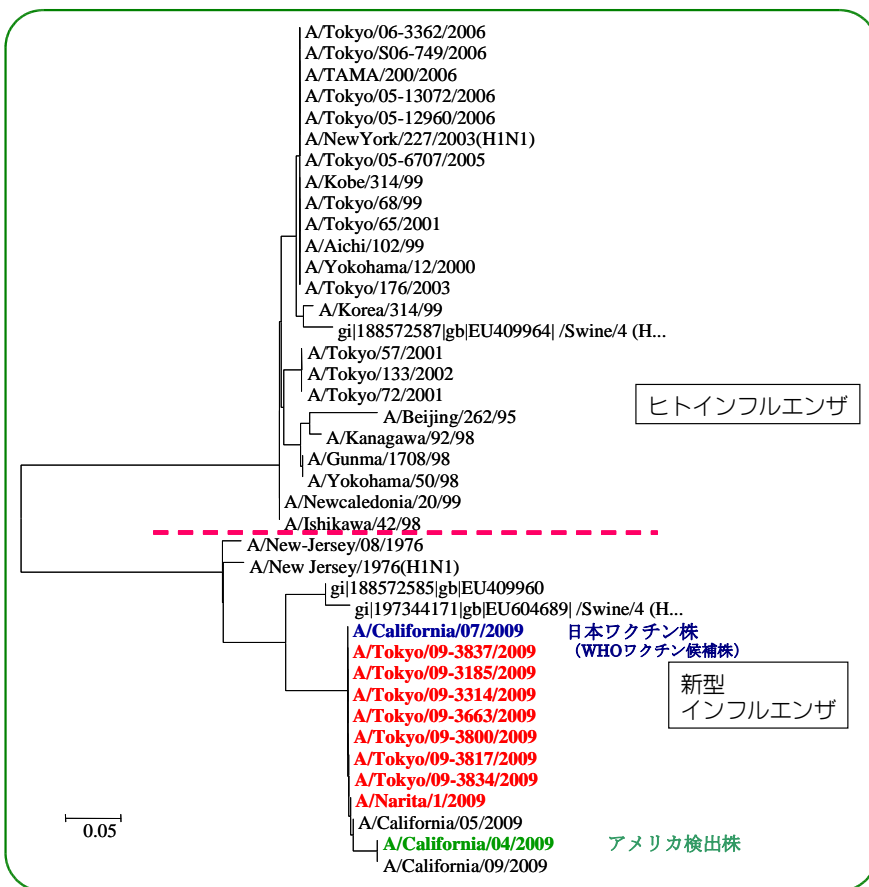 A/Tokyo/06-3362/2006
A/Tokyo/S06-749/2006
A/TAMA/200/2006
A/Tokyo/05-13072/2006
A/Tokyo/05-12960/2006
A/NewYork/227/2003(H1N1)
A/Tokyo/05-6707/2005
A/Kobe/314/99
A/Tokyo/68/99
A/Tokyo/65/2001
A/Aichi/102/99
A/Yokohama/12/2000
A/Tokyo/176/2003
A/Korea/314/99
gi|188572587|gb|EU409964| /Swine/4 (H...
A/Tokyo/57/2001
A/Tokyo/133/2002
A/Tokyo/72/2001
ヒトインフルエンザ
A/Beijing/262/95
A/Kanagawa/92/98
A/Gunma/1708/98
A/Yokohama/50/98
A/Newcaledonia/20/99
A/Ishikawa/42/98
A/New-Jersey/08/1976
A/New Jersey/1976(H1N1)
gi|188572585|gb|EU409960
gi|197344171|gb|EU604689| /Swine/4 (H...
A/California/07/2009 日本ワクチン株
(WHOワクチン候補株)
A/Tokyo/09-3837/2009
A/Tokyo/09-3185/2009
A/Tokyo/09-3314/2009
新型
インフルエンザ
A/Tokyo/09-3663/2009
A/Tokyo/09-3800/2009
A/Tokyo/09-3817/2009
A/Tokyo/09-3834/2009
A/Narita/1/2009
A/California/05/2009
A/California/04/2009 アメリカ検出株
A/California/09/2009
0.05